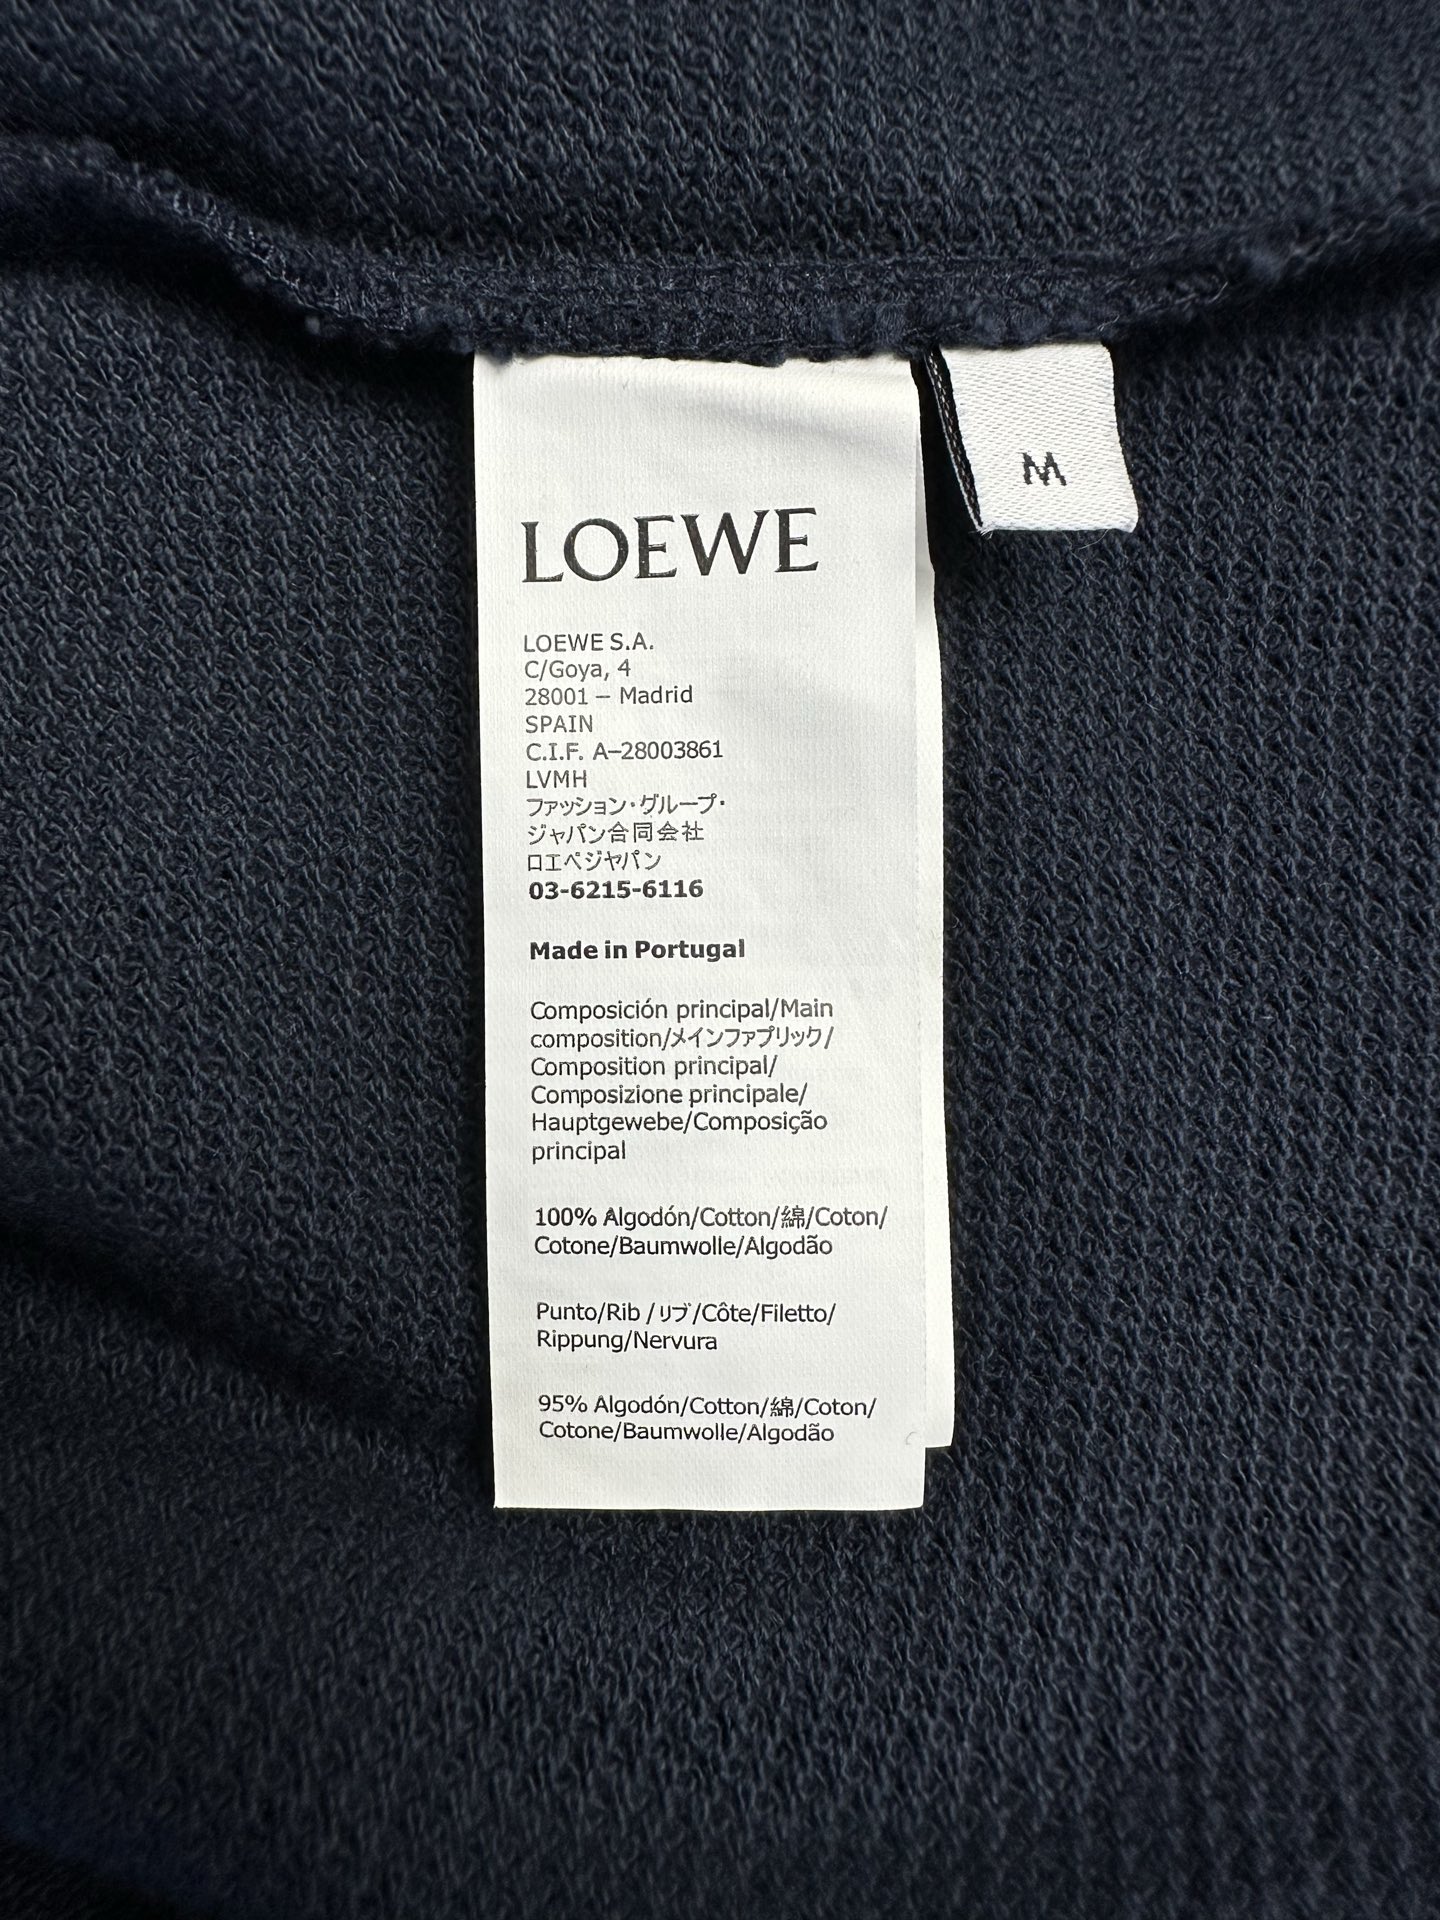 LOEWE
M
LOEWE S.A.
C/Goya, 4
28001 – Madrid
SPAIN
C.I.F. A–28003861
LVMH
ファッション・グループ・
ジャパン合同会社
ロエベジャパン
03-6215-6116
Made in Portugal
Composición principal/Main
composition/メインファブリック/
Composition principal/
Composizione principale/
Hauptgewebe/Composição
principal
100% Algodón/Cotton/綿/Coton/
Cotone/Baumwolle/Algodão
Punto/Rib /リブ/Côte/Filetto/
Rippung/Nervura
95% Algodón/Cotton/綿/Coton/
Cotone/Baumwolle/Algodão